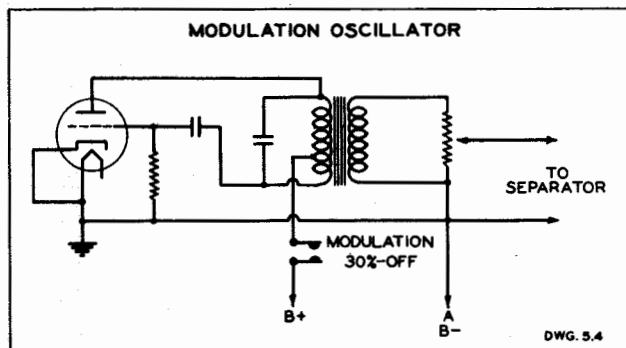 MODULATION OSCILLATOR
TO
SEPARATOR
MODULATION
30%-OFF
B+
A
B-
DWG. 5.4